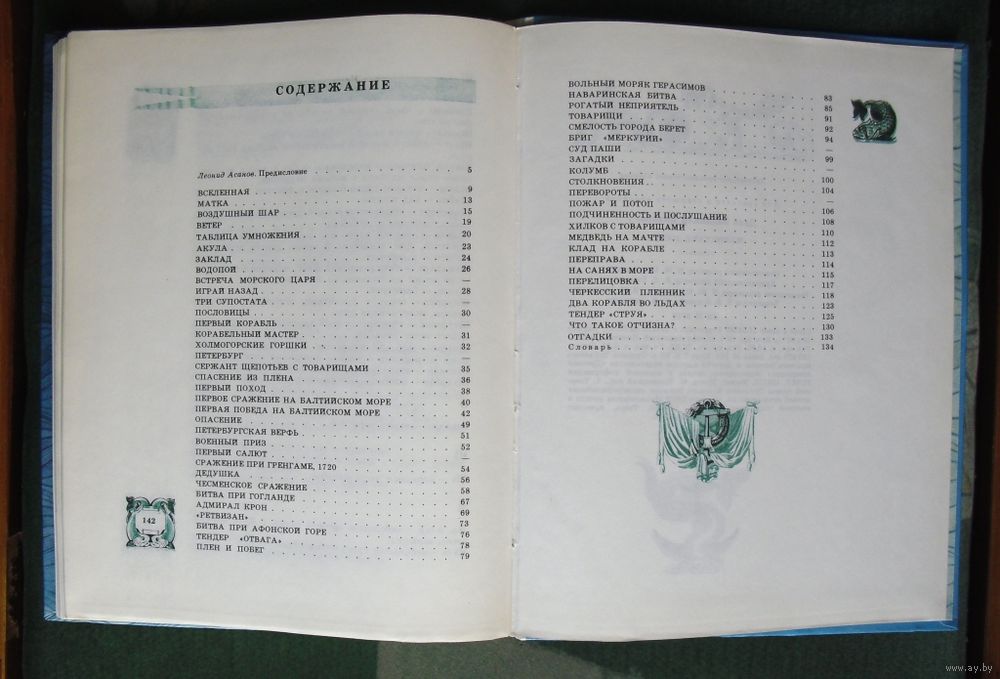 СОДЕРЖАНИЕ
Леонид Асанов. Предисловие . . . 5
ВСЕЛЕННАЯ . . . 9
МАТКА . . . 13
ВОЗДУШНЫЙ ШАР . . . 15
ВЕТЕР . . . 19
ТАБЛИЦА УМНОЖЕНИЯ . . . 20
АКУЛА . . . 23
ЗАКЛАД . . . 24
ВОДОПОЙ . . . 26
ВСТРЕЧА МОРСКОГО ЦАРЯ . . . —
ИГРАЙ НАЗАД . . . 28
ТРИ СУПОСТАТА . . . —
ПОСЛОВИЦЫ . . . 30
ПЕРВЫЙ КОРАБЛЬ . . . —
КОРАБЕЛЬНЫЙ МАСТЕР . . . 31
ХОЛМОГОРСКИЕ ГОРШКИ . . . 32
ПЕТЕРБУРГ . . . —
СЕРЖАНТ ЩЕПОТЬЕВ С ТОВАРИЩАМИ . . . 35
СПАСЕНИЕ ИЗ ПЛЕНА . . . 36
ПЕРВЫЙ ПОХОД . . . 38
ПЕРВОЕ СРАЖЕНИЕ НА БАЛТИЙСКОМ МОРЕ . . . 40
ПЕРВАЯ ПОБЕДА НА БАЛТИЙСКОМ МОРЕ . . . 42
ОПАСЕНИЕ . . . 49
ПЕТЕРБУРГСКАЯ ВЕРФЬ . . . 51
ВОЕННЫЙ ПРИЗ . . . 52
ПЕРВЫЙ САЛЮТ . . . —
СРАЖЕНИЕ ПРИ ГРЕНГАМЕ, 1720 . . . 54
ДЕДУШКА . . . 56
ЧЕСМЕНСКОЕ СРАЖЕНИЕ . . . 58
БИТВА ПРИ ГОГЛАНДЕ . . . 67
АДМИРАЛ КРОН . . . 69
«РЕТВИЗАН» . . . 73
БИТВА ПРИ АФОНСКОЙ ГОРЕ . . . 76
ТЕНДЕР «ОТВАГА» . . . 78
ПЛЕН И ПОБЕГ . . . 79
142
ВОЛЬНЫЙ МОРЯК ГЕРАСИМОВ . . . 83
НАВАРИНСКАЯ БИТВА . . . 85
РОГАТЫЙ НЕПРИЯТЕЛЬ . . . 91
ТОВАРИЩИ . . . 92
СМЕЛОСТЬ ГОРОДА БЕРЕТ . . . 94
БРИГ «МЕРКУРИЙ» . . . —
СУД ПАШИ . . . 99
ЗАГАДКИ . . . —
КОЛУМБ . . . 100
СТОЛКНОВЕНИЯ . . . 104
ПЕРЕВОРОТЫ . . . —
ПОЖАР И ПОТОП . . . 106
ПОДЧИНЕННОСТЬ И ПОСЛУШАНИЕ . . . 108
ХИЛКОВ С ТОВАРИЩАМИ . . . 110
МЕДВЕДЬ НА МАЧТЕ . . . 112
КЛАД НА КОРАБЛЕ . . . 113
ПЕРЕПРАВА . . . 114
НА САНЯХ В МОРЕ . . . 115
ПЕРЕЛИЦОВКА . . . 117
ЧЕРКЕССКИЙ ПЛЕННИК . . . 118
ДВА КОРАБЛЯ ВО ЛЬДАХ . . . 123
ТЕНДЕР «СТРУЯ» . . . 125
ЧТО ТАКОЕ ОТЧИЗНА? . . . 130
ОТГАДКИ . . . 133
Словарь . . . 134
www.ay.by